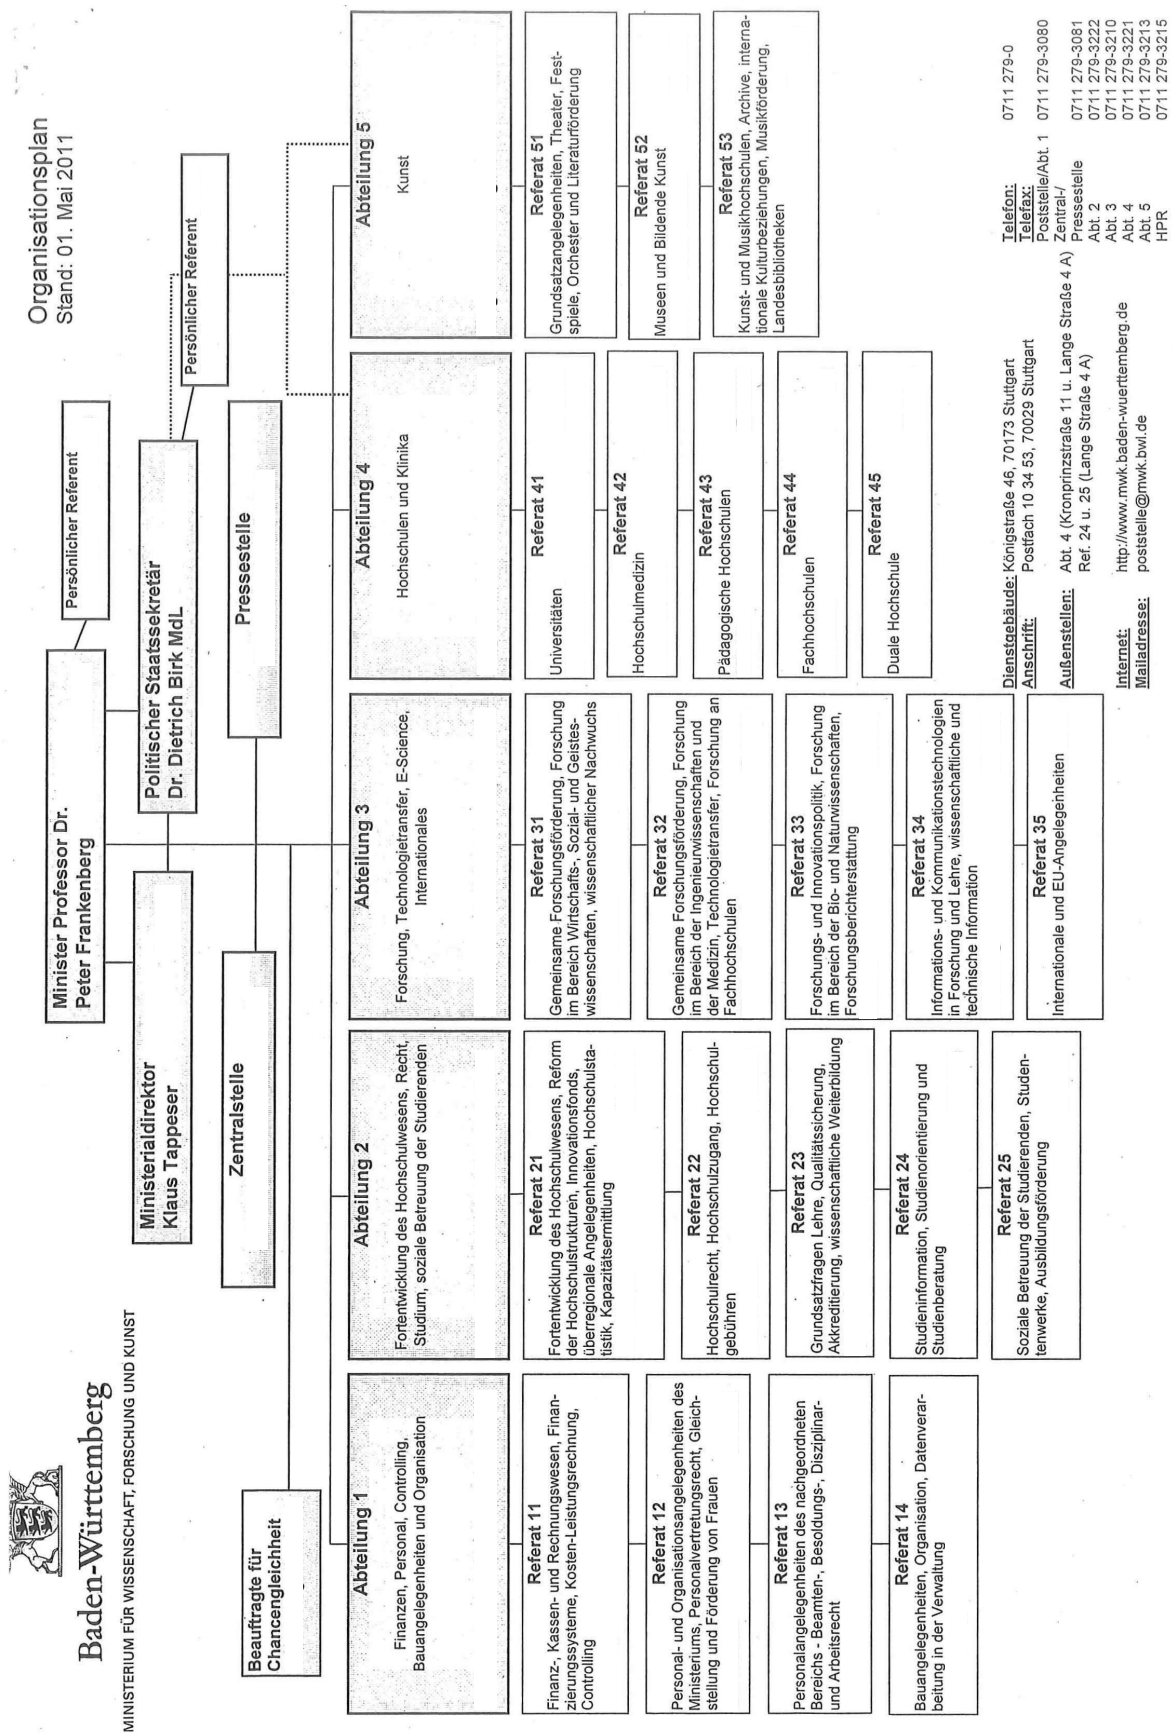 Baden-Württemberg
MINISTERIUM FÜR WISSENSCHAFT, FORSCHUNG UND KUNST
Organisationsplan
Stand: 01. Mai 2011
Minister Professor Dr.
Peter Frankenberg
Persönlicher Referent
Ministerialdirektor
Klaus Tappeser
Politischer Staatssekretär
Dr. Dietrich Birk MdL
Persönlicher Referent
Zentralstelle
Pressestelle
Beauftragte für
Chancengleichheit
Abteilung 1
Finanzen, Personal, Controlling,
Bauangelegenheiten und Organisation
Referat 11
Finanz-, Kassen- und Rechnungswesen, Finan-
zierungssysteme, Kosten-Leistungsrechnung,
Controlling
Referat 12
Personal- und Organisationsangelegenheiten des
Ministeriums, Personalvertretungsrecht, Gleich-
stellung und Förderung von Frauen
Referat 13
Personalangelegenheiten des nachgeordneten
Bereichs - Beamten-, Besoldungs-, Disziplinar-
und Arbeitsrecht
Referat 14
Bauangelegenheiten, Organisation, Datenverar-
beitung in der Verwaltung
Abteilung 2
Fortentwicklung des Hochschulwesens, Recht,
Studium, soziale Betreuung der Studierenden
Referat 21
Fortentwicklung des Hochschulwesens, Reform
der Hochschulstrukturen, Innovationsfonds,
überregionale Angelegenheiten, Hochschulsta-
tistik, Kapazitätsermittlung
Referat 22
Hochschulrecht, Hochschulzugang, Hochschul-
gebühren
Referat 23
Grundsatzfragen Lehre, Qualitätssicherung,
Akkreditierung, wissenschaftliche Weiterbildung
Referat 24
Studieninformation, Studienorientierung und
Studienberatung
Referat 25
Soziale Betreuung der Studierenden, Studen-
tenwerke, Ausbildungsförderung
Abteilung 3
Forschung, Technologietransfer, E-Science,
Internationales
Referat 31
Gemeinsame Forschungsförderung, Forschung
im Bereich Wirtschafts-, Sozial- und Geistes-
wissenschaften, wissenschaftlicher Nachwuchs
Referat 32
Gemeinsame Forschungsförderung, Forschung
im Bereich der Ingenieurwissenschaften und
der Medizin, Technologietransfer, Forschung an
Fachhochschulen
Referat 33
Forschungs- und Innovationspolitik, Forschung
im Bereich der Bio- und Naturwissenschaften,
Forschungsberichterstattung
Referat 34
Informations- und Kommunikationstechnologien
in Forschung und Lehre, wissenschaftliche und
technische Information
Referat 35
Internationale und EU-Angelegenheiten
Abteilung 4
Hochschulen und Klinika
Referat 41
Universitäten
Referat 42
Hochschulmedizin
Referat 43
Pädagogische Hochschulen
Referat 44
Fachhochschulen
Referat 45
Duale Hochschule
Abteilung 5
Kunst
Referat 51
Grundsatzangelegenheiten, Theater, Fest-
spiele, Orchester und Literaturförderung
Referat 52
Museen und Bildende Kunst
Referat 53
Kunst- und Musikhochschulen, Archive, interna-
tionale Kulturbeziehungen, Musikförderung,
Landesbibliotheken
Dienstgebäude: Königstraße 46, 70173 Stuttgart
Anschrift: Postfach 10 34 53, 70029 Stuttgart
Außenstellen: Abt. 4 (Kronprinzstraße 11 u. Lange Straße 4 A)
Ref. 24 u. 25 (Lange Straße 4 A)
Internet: http://www.mwk.baden-wuerttemberg.de
Mailadresse: poststelle@mwk.bwl.de
Telefon: 0711 279-0
Telefax:
Poststelle/Abt. 1 0711 279-3080
Zentral-/
Pressestelle 0711 279-3081
Abt. 2 0711 279-3222
Abt. 3 0711 279-3210
Abt. 4 0711 279-3221
Abt. 5 0711 279-3213
HPR 0711 279-3215